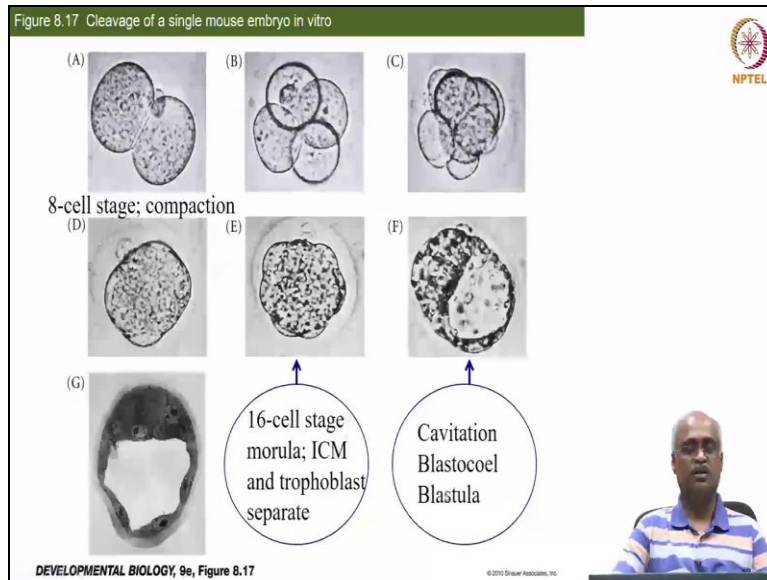 Figure 8.17 Cleavage of a single mouse embryo in vitro
NPTEL
(A)
(B)
(C)
8-cell stage; compaction
(D)
(E)
(F)
(G)
16-cell stage
morula; ICM
and trophoblast
separate
Cavitation
Blastocoel
Blastula
DEVELOPMENTAL BIOLOGY, 9e, Figure 8.17
© 2010 Sinauer Associates, Inc.